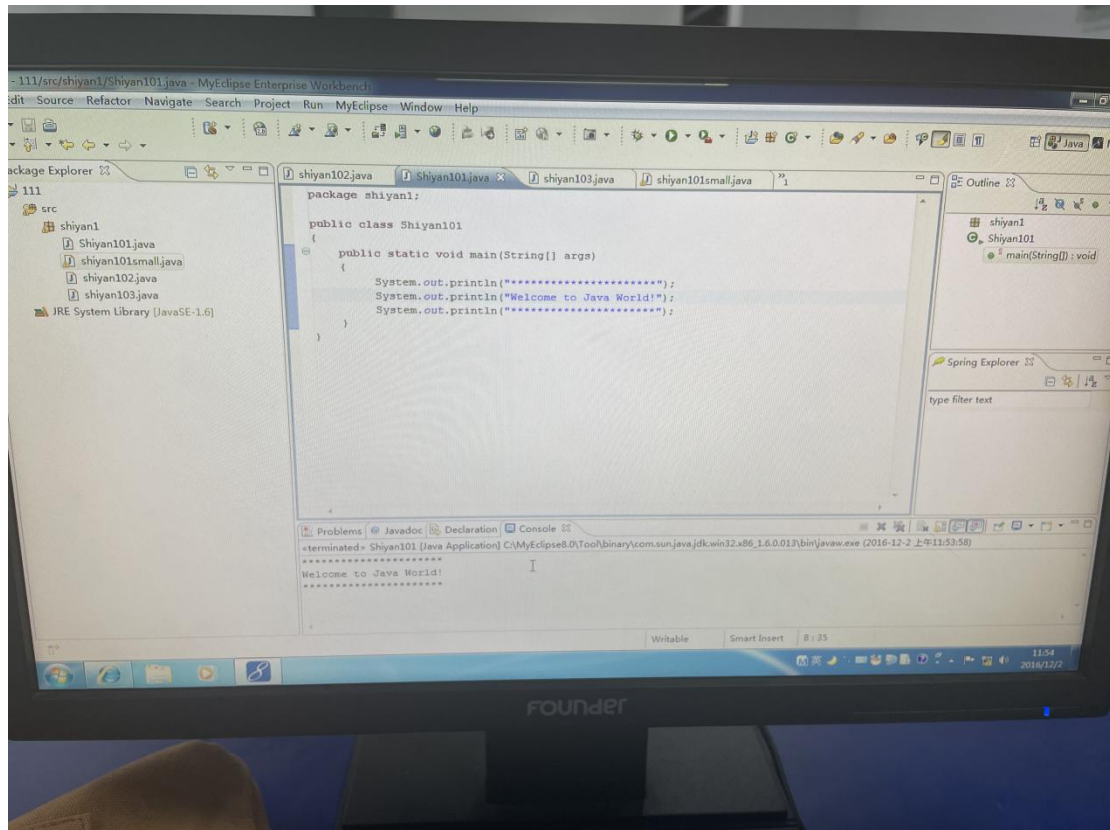 - 111/src/shiyan1/Shiyan101.java - MyEclipse Enterprise Workbench
Edit Source Refactor Navigate Search Project Run MyEclipse Window Help
Java
Package Explorer
111
src
shiyan1
Shiyan101.java
shiyan101small.java
shiyan102.java
shiyan103.java
JRE System Library [JavaSE-1.6]
shiyan102.java Shiyan101.java shiyan103.java shiyan101small.java »1
package shiyan1;
public class Shiyan101
{
public static void main(String[] args)
{
System.out.println("**********************");
System.out.println("Welcome to Java World!");
System.out.println("**********************");
}
}
Outline
shiyan1
Shiyan101
main(String[]) : void
Spring Explorer
type filter text
Problems @ Javadoc Declaration Console
<terminated> Shiyan101 [Java Application] C:\MyEclipse8.0\Tool\binary\com.sun.java.jdk.win32.x86_1.6.0.013\bin\javaw.exe (2016-12-2 上午11:53:58)
**********************
Welcome to Java World!
**********************
Writable Smart Insert 8 : 35
英
11:54
2016/12/2
FOUNDER